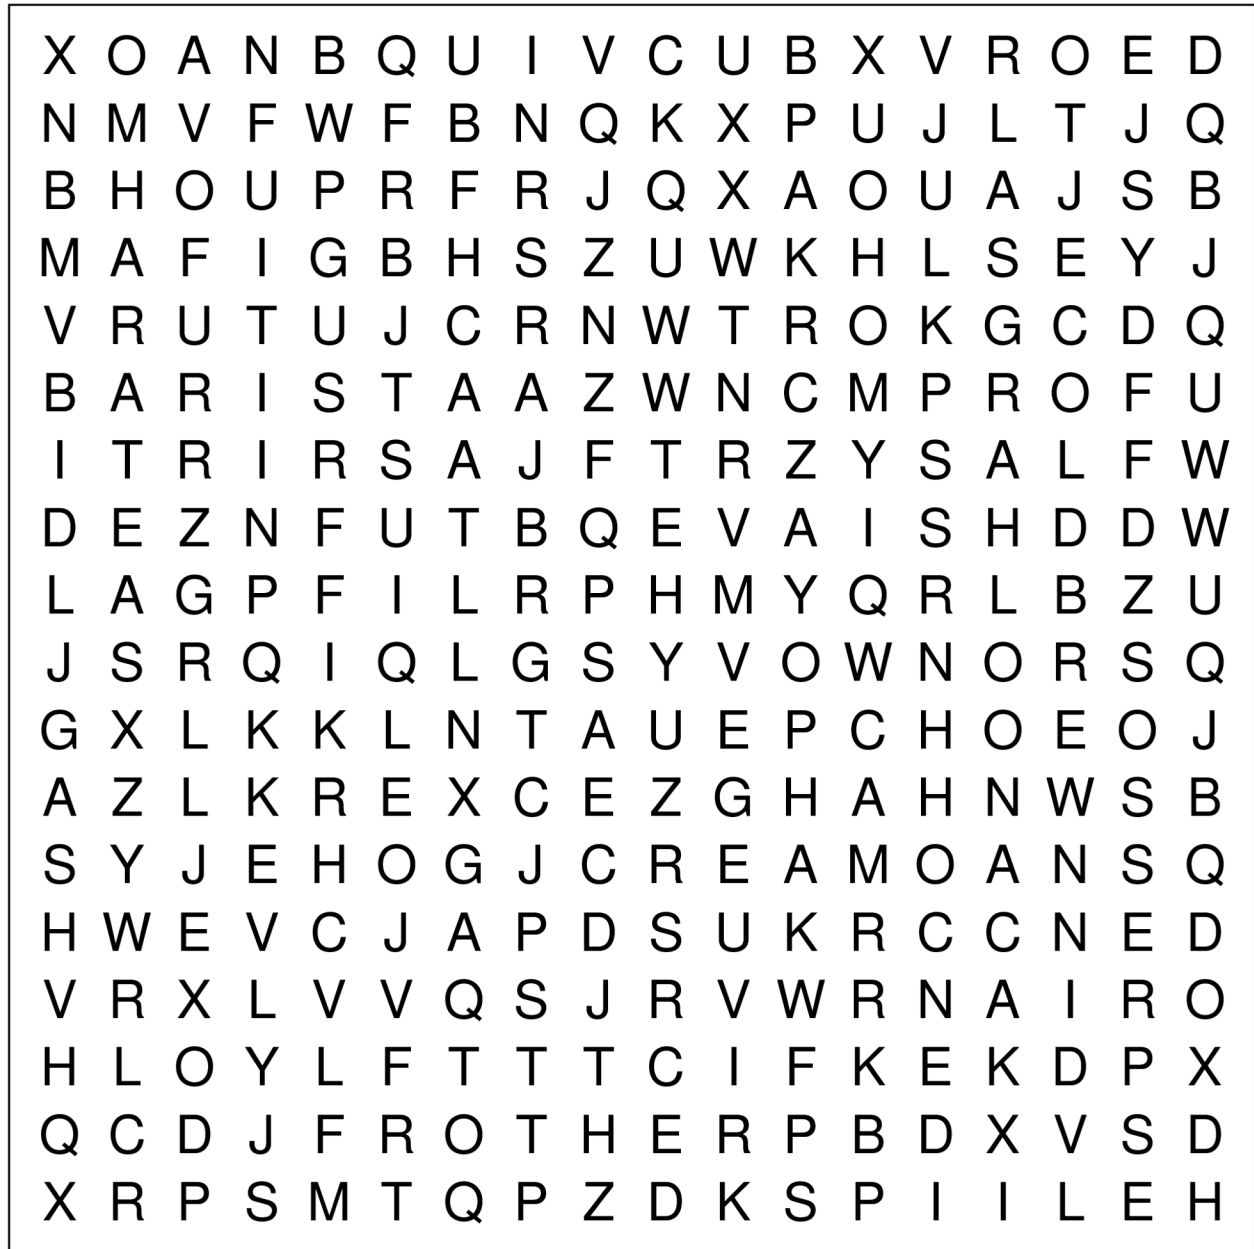 X O A N B Q U I V C U B X V R O E D
N M V F W F B N Q K X P U J L T J Q
B H O U P R F R J Q X A O U A J S B
M A F I G B H S Z U W K H L S E Y J
V R U T U J C R N W T R O K G C D Q
B A R I S T A A Z W N C M P R O F U
I T R I R S A J F T R Z Y S A L F W
D E Z N F U T B Q E V A I S H D D W
L A G P F I L R P H M Y Q R L B Z U
J S R Q I Q L G S Y V O W N O R S Q
G X L K K L N T A U E P C H O E O J
A Z L K R E X C E Z G H A H N W S B
S Y J E H O G J C R E A M O A N S Q
H W E V C J A P D S U K R C C N E D
V R X L V V Q S J R V W R N A I R O
H L O Y L F T T T C I F K E K D P X
Q C D J F R O T H E R P B D X V S D
X R P S M T Q P Z D K S P I I L E H